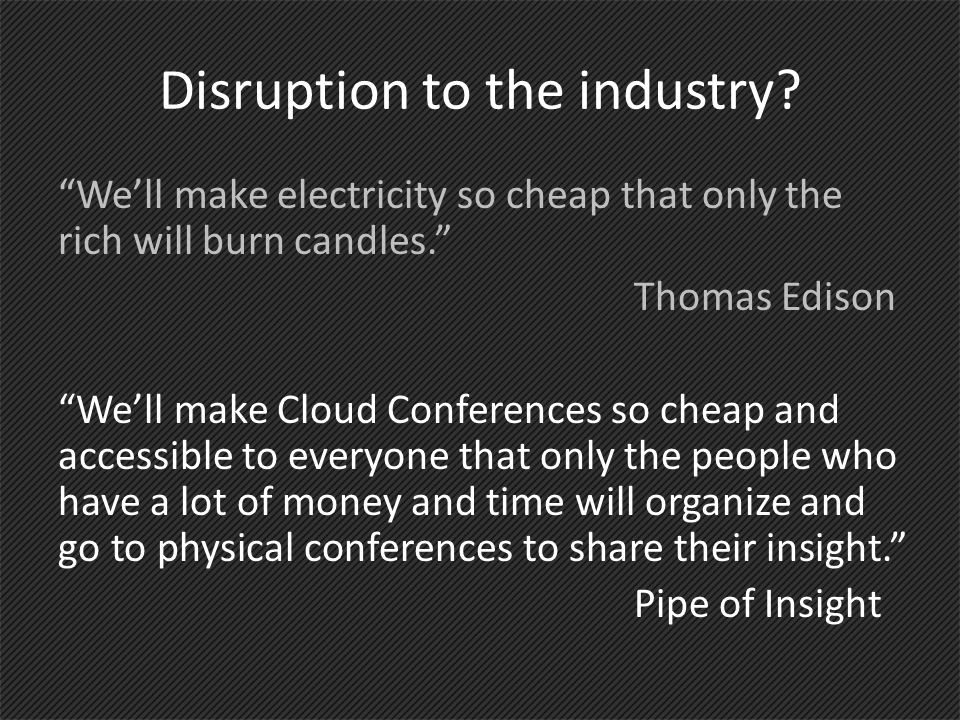 Disruption to the industry?
“We’ll make electricity so cheap that only the
rich will burn candles.”
Thomas Edison
“We’ll make Cloud Conferences so cheap and
accessible to everyone that only the people who
have a lot of money and time will organize and
go to physical conferences to share their insight.”
Pipe of Insight